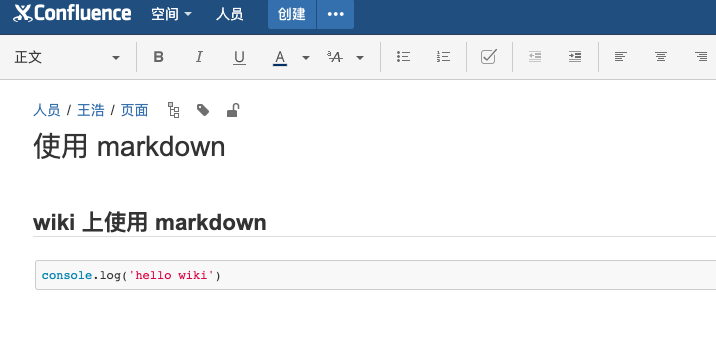 Confluence 空间 人员 创建 •••
正文 B I U A ªA
人员 / 王浩 / 页面
使用 markdown
wiki 上使用 markdown
console.log('hello wiki')